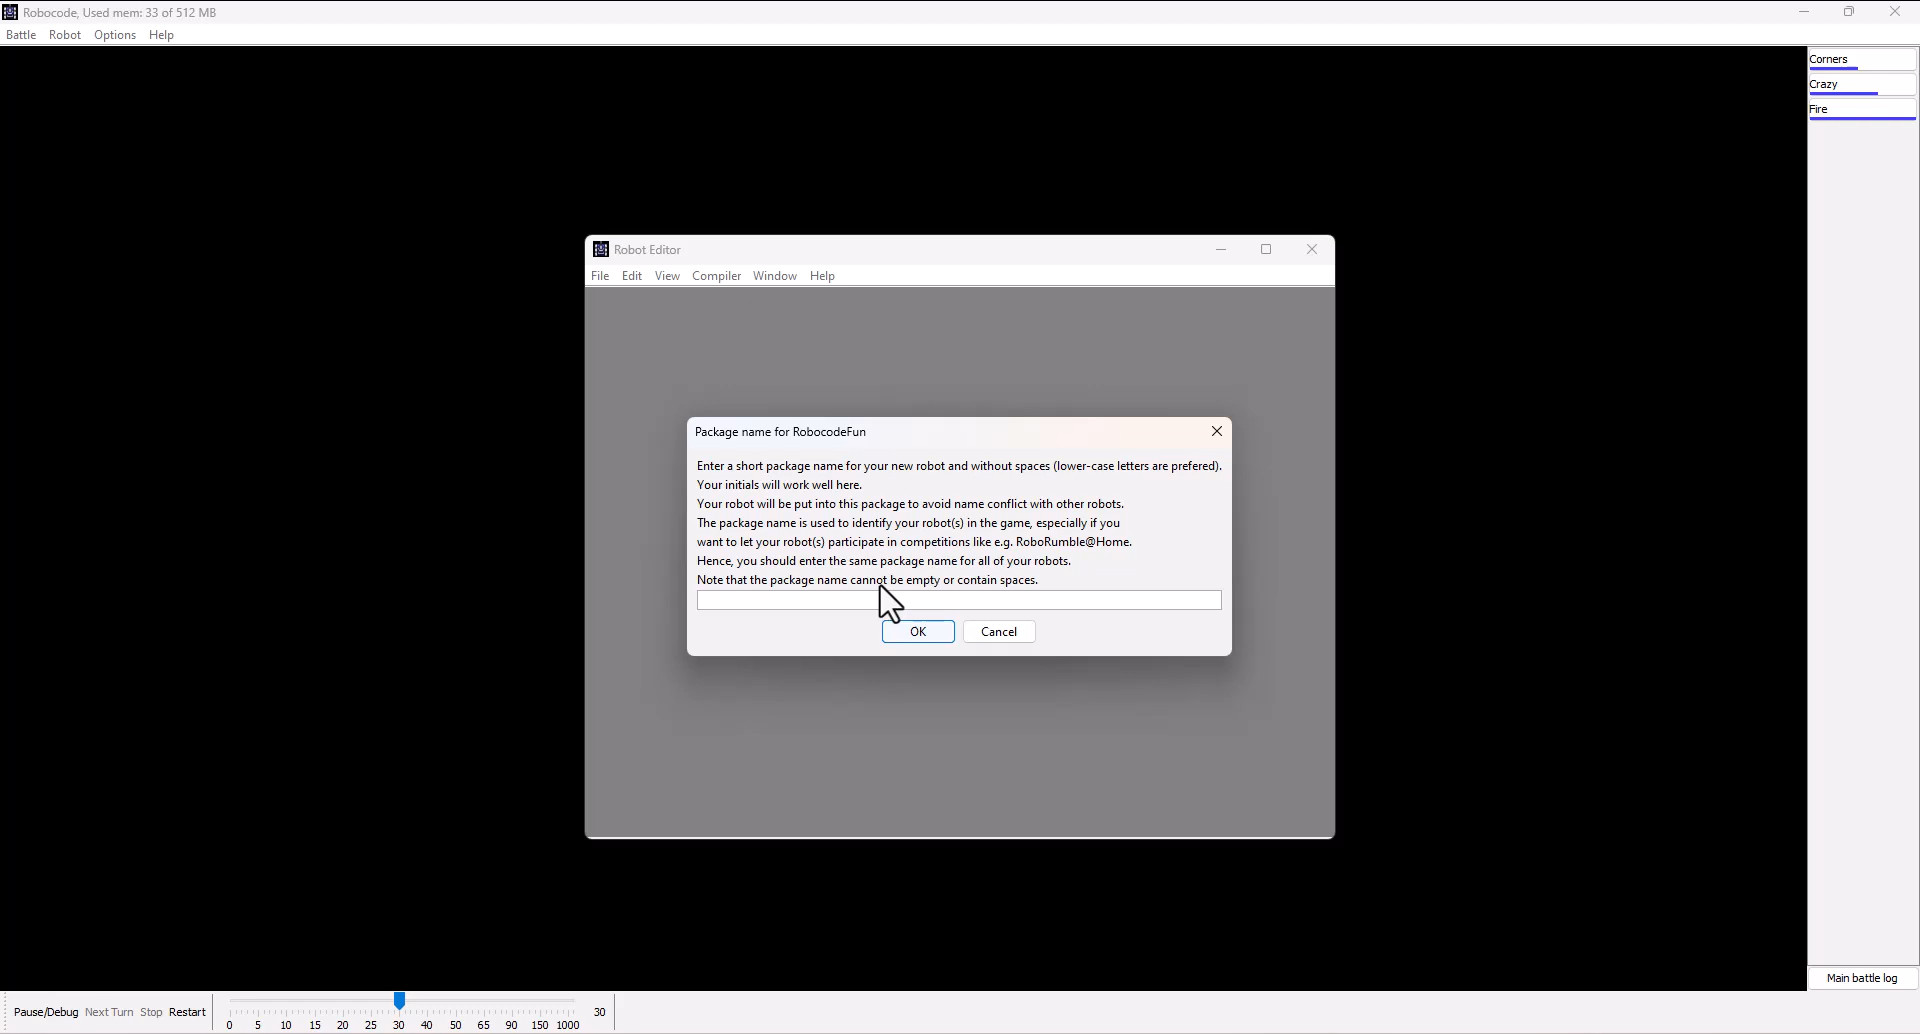 Robocode, Used mem: 33 of 512 MB
Battle Robot Options Help
Corners
Crazy
Fire
Robot Editor
File Edit View Compiler Window Help
Package name for RobocodeFun
Enter a short package name for your new robot and without spaces (lower-case letters are prefered).
Your initials will work well here.
Your robot will be put into this package to avoid name conflict with other robots.
The package name is used to identify your robot(s) in the game, especially if you
want to let your robot(s) participate in competitions like e.g. RoboRumble@Home.
Hence, you should enter the same package name for all of your robots.
Note that the package name cannot be empty or contain spaces.
OK Cancel
Main battle log
Pause/Debug Next Turn Stop Restart 30
0 5 10 15 20 25 30 40 50 65 90 150 1000